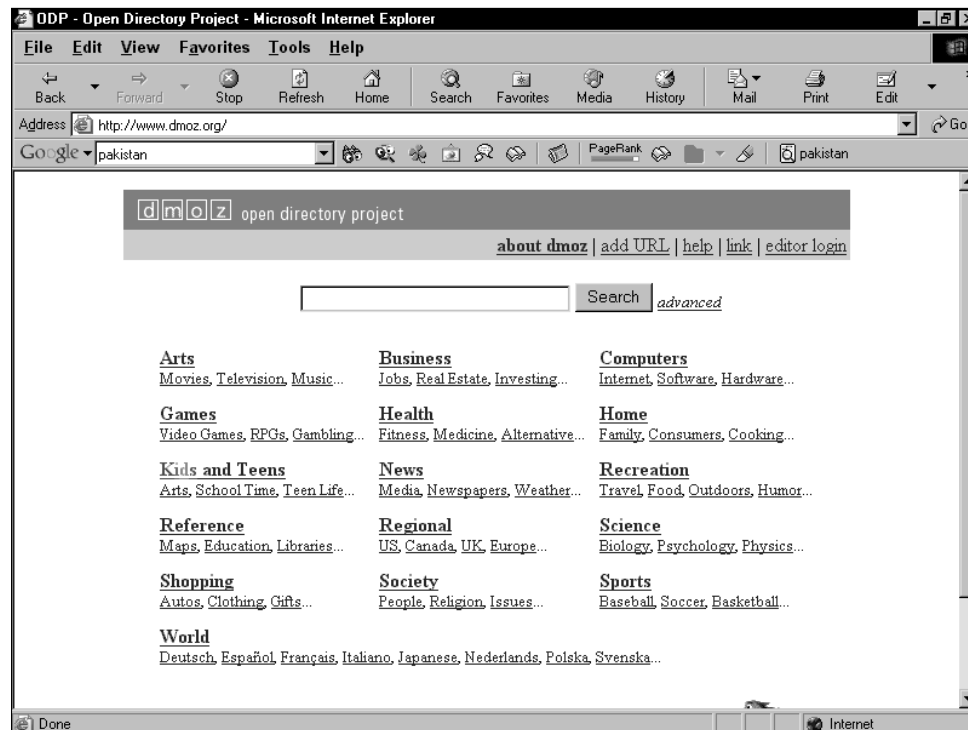 ODP - Open Directory Project - Microsoft Internet Explorer
File Edit View Favorites Tools Help
Back Forward Stop Refresh Home Search Favorites Media History Mail Print Edit
Address http://www.dmoz.org/ Go
Google pakistan PageRank pakistan
dmoz open directory project
about dmoz | add URL | help | link | editor login
Search advanced
Arts Business Computers
Movies, Television, Music... Jobs, Real Estate, Investing... Internet, Software, Hardware...
Games Health Home
Video Games, RPGs, Gambling... Fitness, Medicine, Alternative... Family, Consumers, Cooking...
Kids and Teens News Recreation
Arts, School Time, Teen Life... Media, Newspapers, Weather... Travel, Food, Outdoors, Humor...
Reference Regional Science
Maps, Education, Libraries... US, Canada, UK, Europe... Biology, Psychology, Physics...
Shopping Society Sports
Autos, Clothing, Gifts... People, Religion, Issues... Baseball, Soccer, Basketball...
World
Deutsch, Español, Français, Italiano, Japanese, Nederlands, Polska, Svenska...
Done Internet